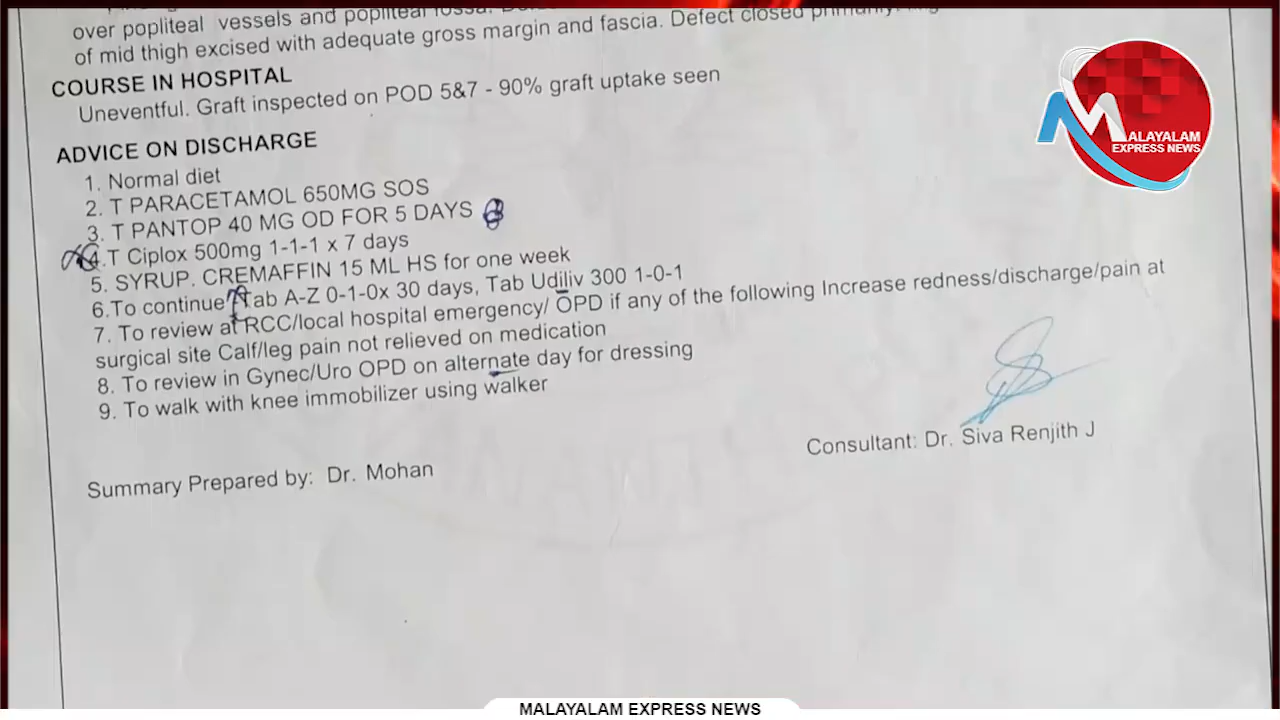 over popliteal vessels and popliteal fossa.
of mid thigh excised with adequate gross margin and fascia. Defect closed primarily.
COURSE IN HOSPITAL
Uneventful. Graft inspected on POD 5&7 - 90% graft uptake seen
ADVICE ON DISCHARGE
1. Normal diet
2. T PARACETAMOL 650MG SOS
3. T PANTOP 40 MG OD FOR 5 DAYS
4.T Ciplox 500mg 1-1-1 x 7 days
5. SYRUP. CREMAFFIN 15 ML HS for one week
6.To continue Tab A-Z 0-1-0x 30 days, Tab Udiliv 300 1-0-1
7. To review at RCC/local hospital emergency/ OPD if any of the following Increase redness/discharge/pain at
surgical site Calf/leg pain not relieved on medication
8. To review in Gynec/Uro OPD on alternate day for dressing
9. To walk with knee immobilizer using walker
Consultant: Dr. Siva Renjith J
Summary Prepared by: Dr. Mohan
MALAYALAM
EXPRESS NEWS
MALAYALAM EXPRESS NEWS